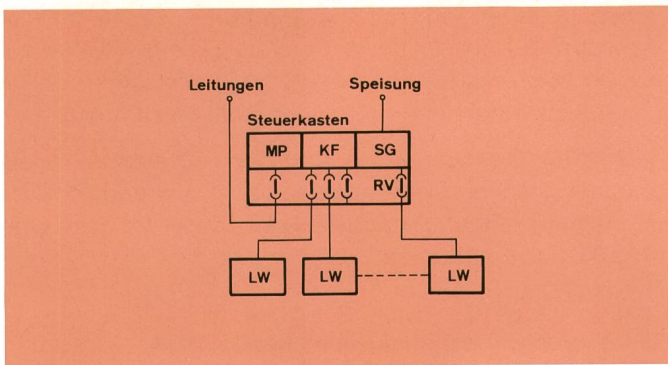 Leitungen Speisung
Steuerkasten
MP KF SG
RV
LW LW LW